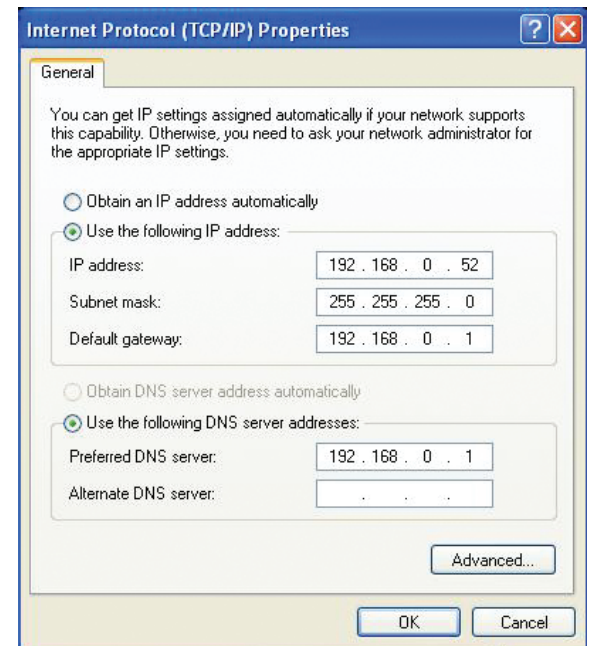 Internet Protocol (TCP/IP) Properties
General
You can get IP settings assigned automatically if your network supports
this capability. Otherwise, you need to ask your network administrator for
the appropriate IP settings.
Obtain an IP address automatically
Use the following IP address:
IP address: 192 . 168 . 0 . 52
Subnet mask: 255 . 255 . 255 . 0
Default gateway: 192 . 168 . 0 . 1
Obtain DNS server address automatically
Use the following DNS server addresses:
Preferred DNS server: 192 . 168 . 0 . 1
Alternate DNS server: . . .
Advanced...
OK Cancel